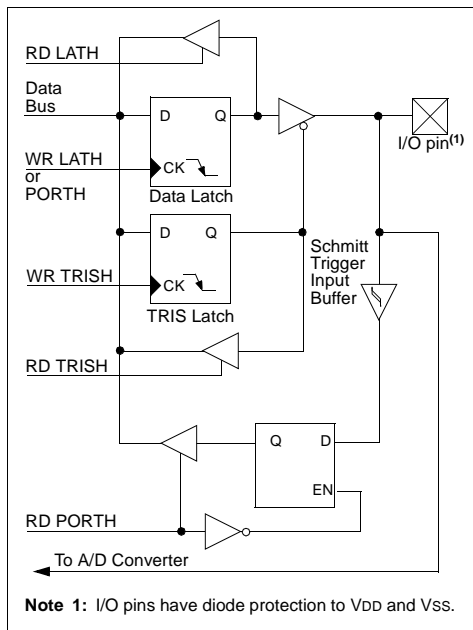 RD LATH
Data
Bus
D Q
I/O pin(1)
WR LATH
or
PORTH
CK
Data Latch
D Q
WR TRISH
CK
TRIS Latch
Schmitt
Trigger
Input
Buffer
RD TRISH
Q D
EN
RD PORTH
To A/D Converter
Note 1: I/O pins have diode protection to VDD and VSS.